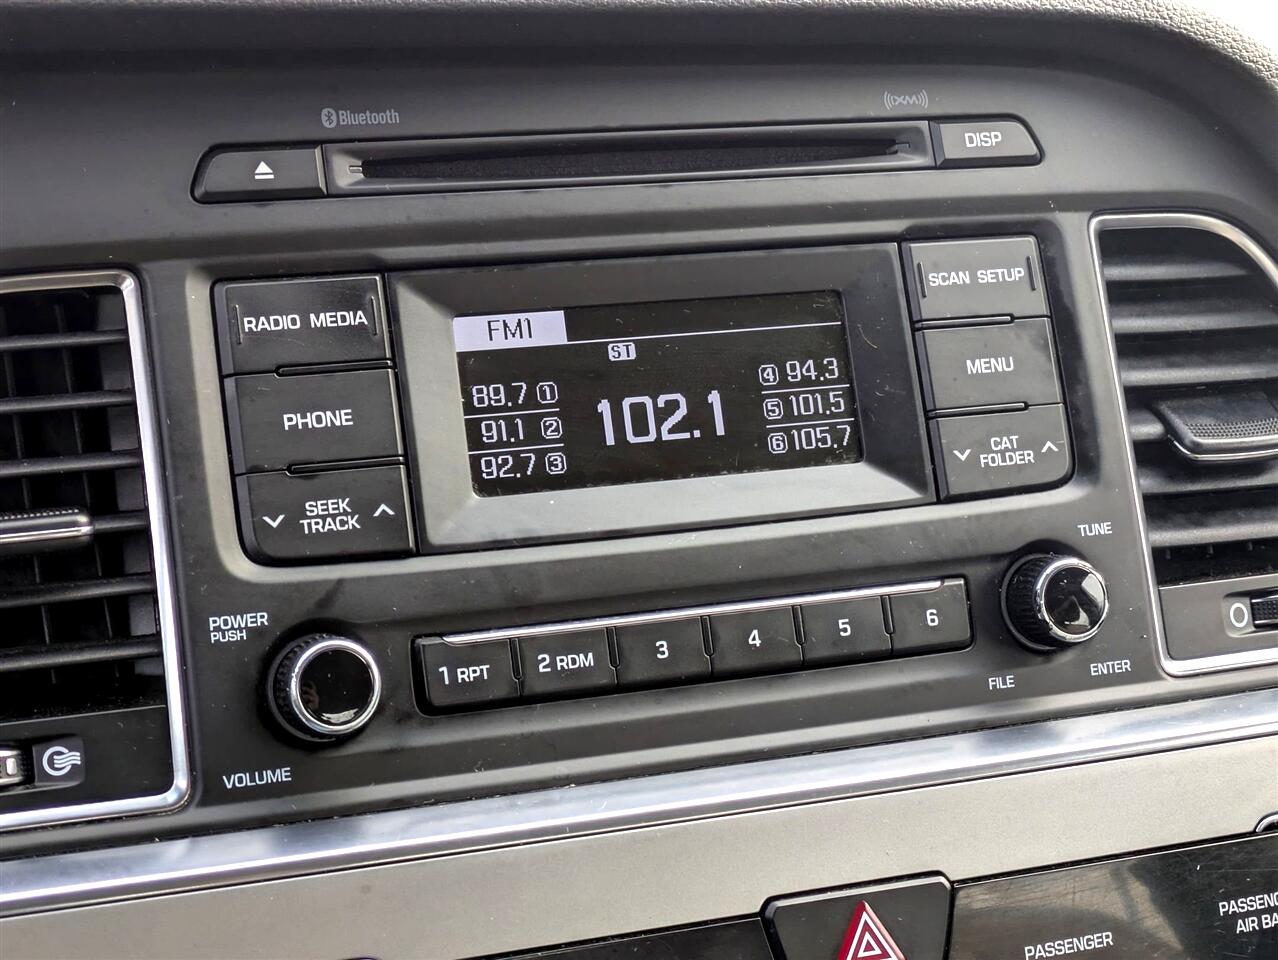 Bluetooth
((XM))
DISP
RADIO MEDIA
PHONE
SEEK
TRACK
FM1
ST
89.7 1
91.1 2
92.7 3
102.1
4 94.3
5 101.5
6 105.7
SCAN SETUP
MENU
CAT
FOLDER
POWER
PUSH
VOLUME
1 RPT
2 RDM
3
4
5
6
TUNE
FILE
ENTER
PASSENGER
AIR